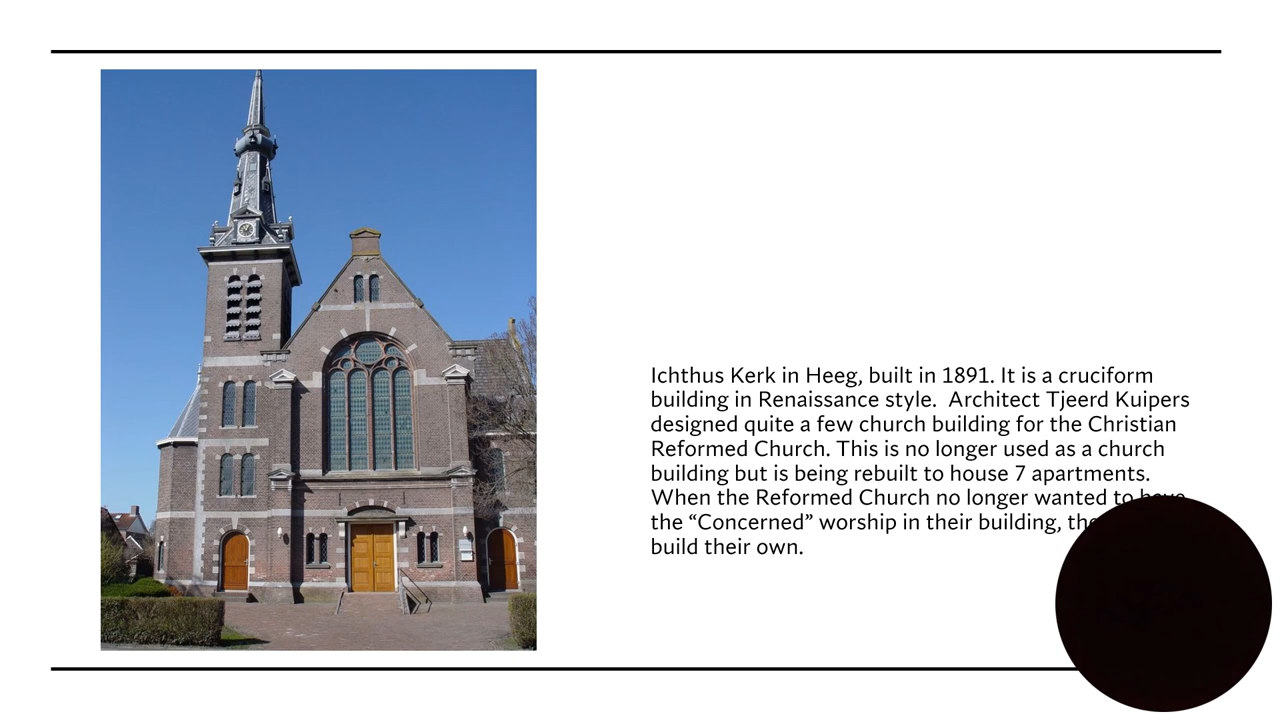 Ichthus Kerk in Heeg, built in 1891. It is a cruciform
building in Renaissance style.  Architect Tjeerd Kuipers
designed quite a few church building for the Christian
Reformed Church. This is no longer used as a church
building but is being rebuilt to house 7 apartments.
When the Reformed Church no longer wanted to have
the “Concerned” worship in their building, 
build their own.